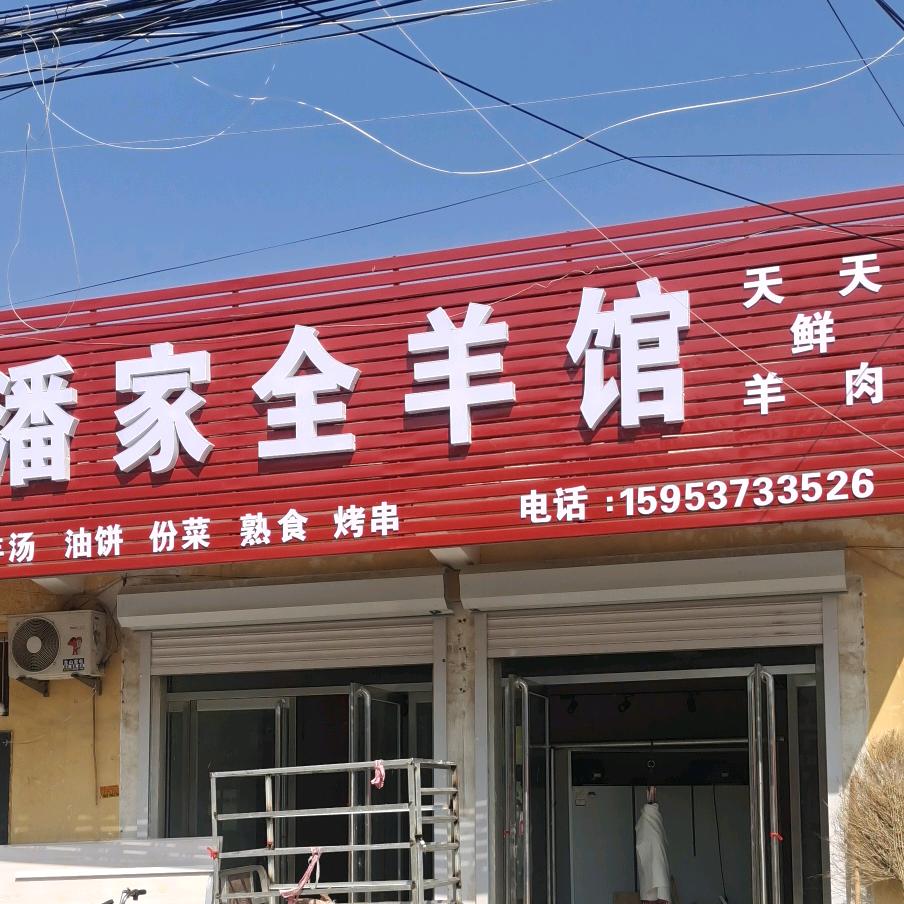 潘家全羊馆
天天
鲜
羊肉
羊汤 油饼 份菜 熟食 烤串
电话:15953733526